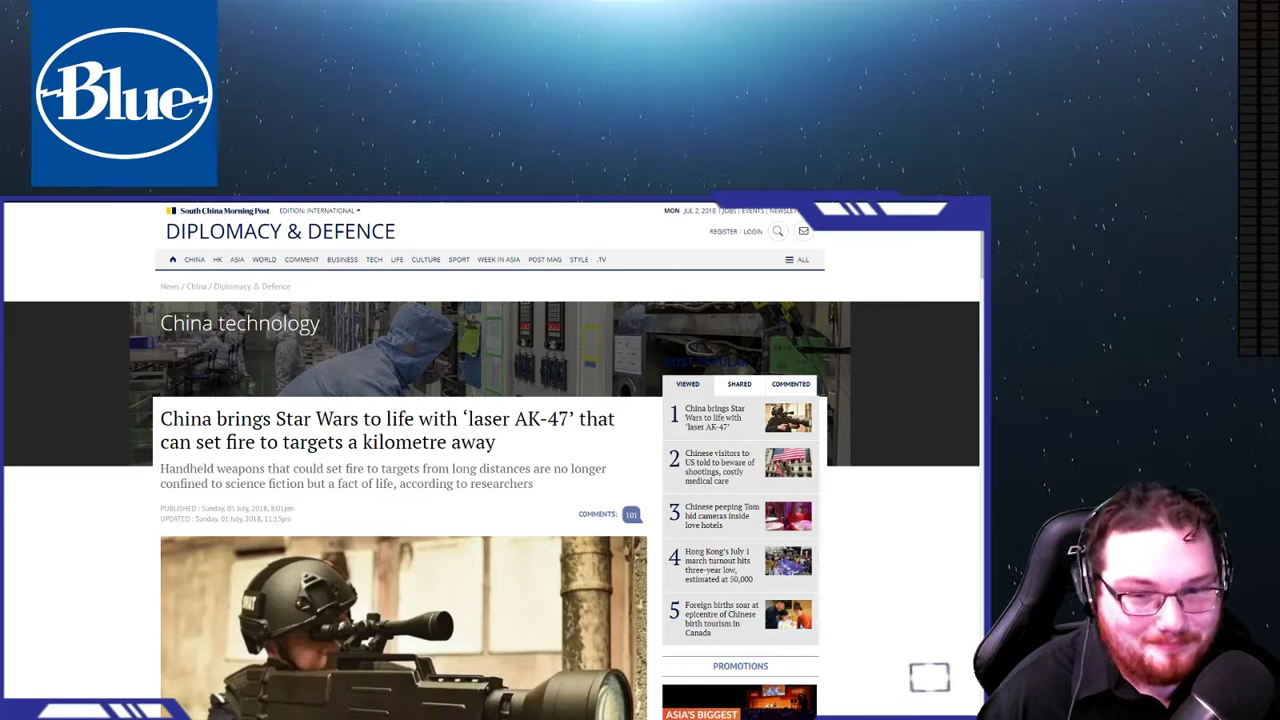 Blue
South China Morning Post
EDITION: INTERNATIONAL
MON JUL 2, 2018 | JOBS | EVENTS |
DIPLOMACY & DEFENCE
REGISTER / LOGIN
CHINA HK ASIA WORLD COMMENT BUSINESS TECH LIFE CULTURE SPORT WEEK IN ASIA POST MAG STYLE .TV ALL
News / China / Diplomacy & Defence
China technology
China brings Star Wars to life with ‘laser AK-47’ that
can set fire to targets a kilometre away
Handheld weapons that could set fire to targets from long distances are no longer
confined to science fiction but a fact of life, according to researchers
PUBLISHED : Sunday, 01 July, 2018, 8:01pm
UPDATED : Sunday, 01 July, 2018, 11:15pm
COMMENTS: 101
MOST POPULAR
VIEWED SHARED COMMENTED
1 China brings Star
Wars to life with
‘laser AK-47’
2 Chinese visitors to
US told to beware of
shootings, costly
medical care
3 Chinese peeping Tom
hid cameras inside
love hotels
4 Hong Kong’s July 1
march turnout hits
three-year low,
estimated at 50,000
5 Foreign births soar at
epicentre of Chinese
birth tourism in
Canada
PROMOTIONS
ASIA'S BIGGEST